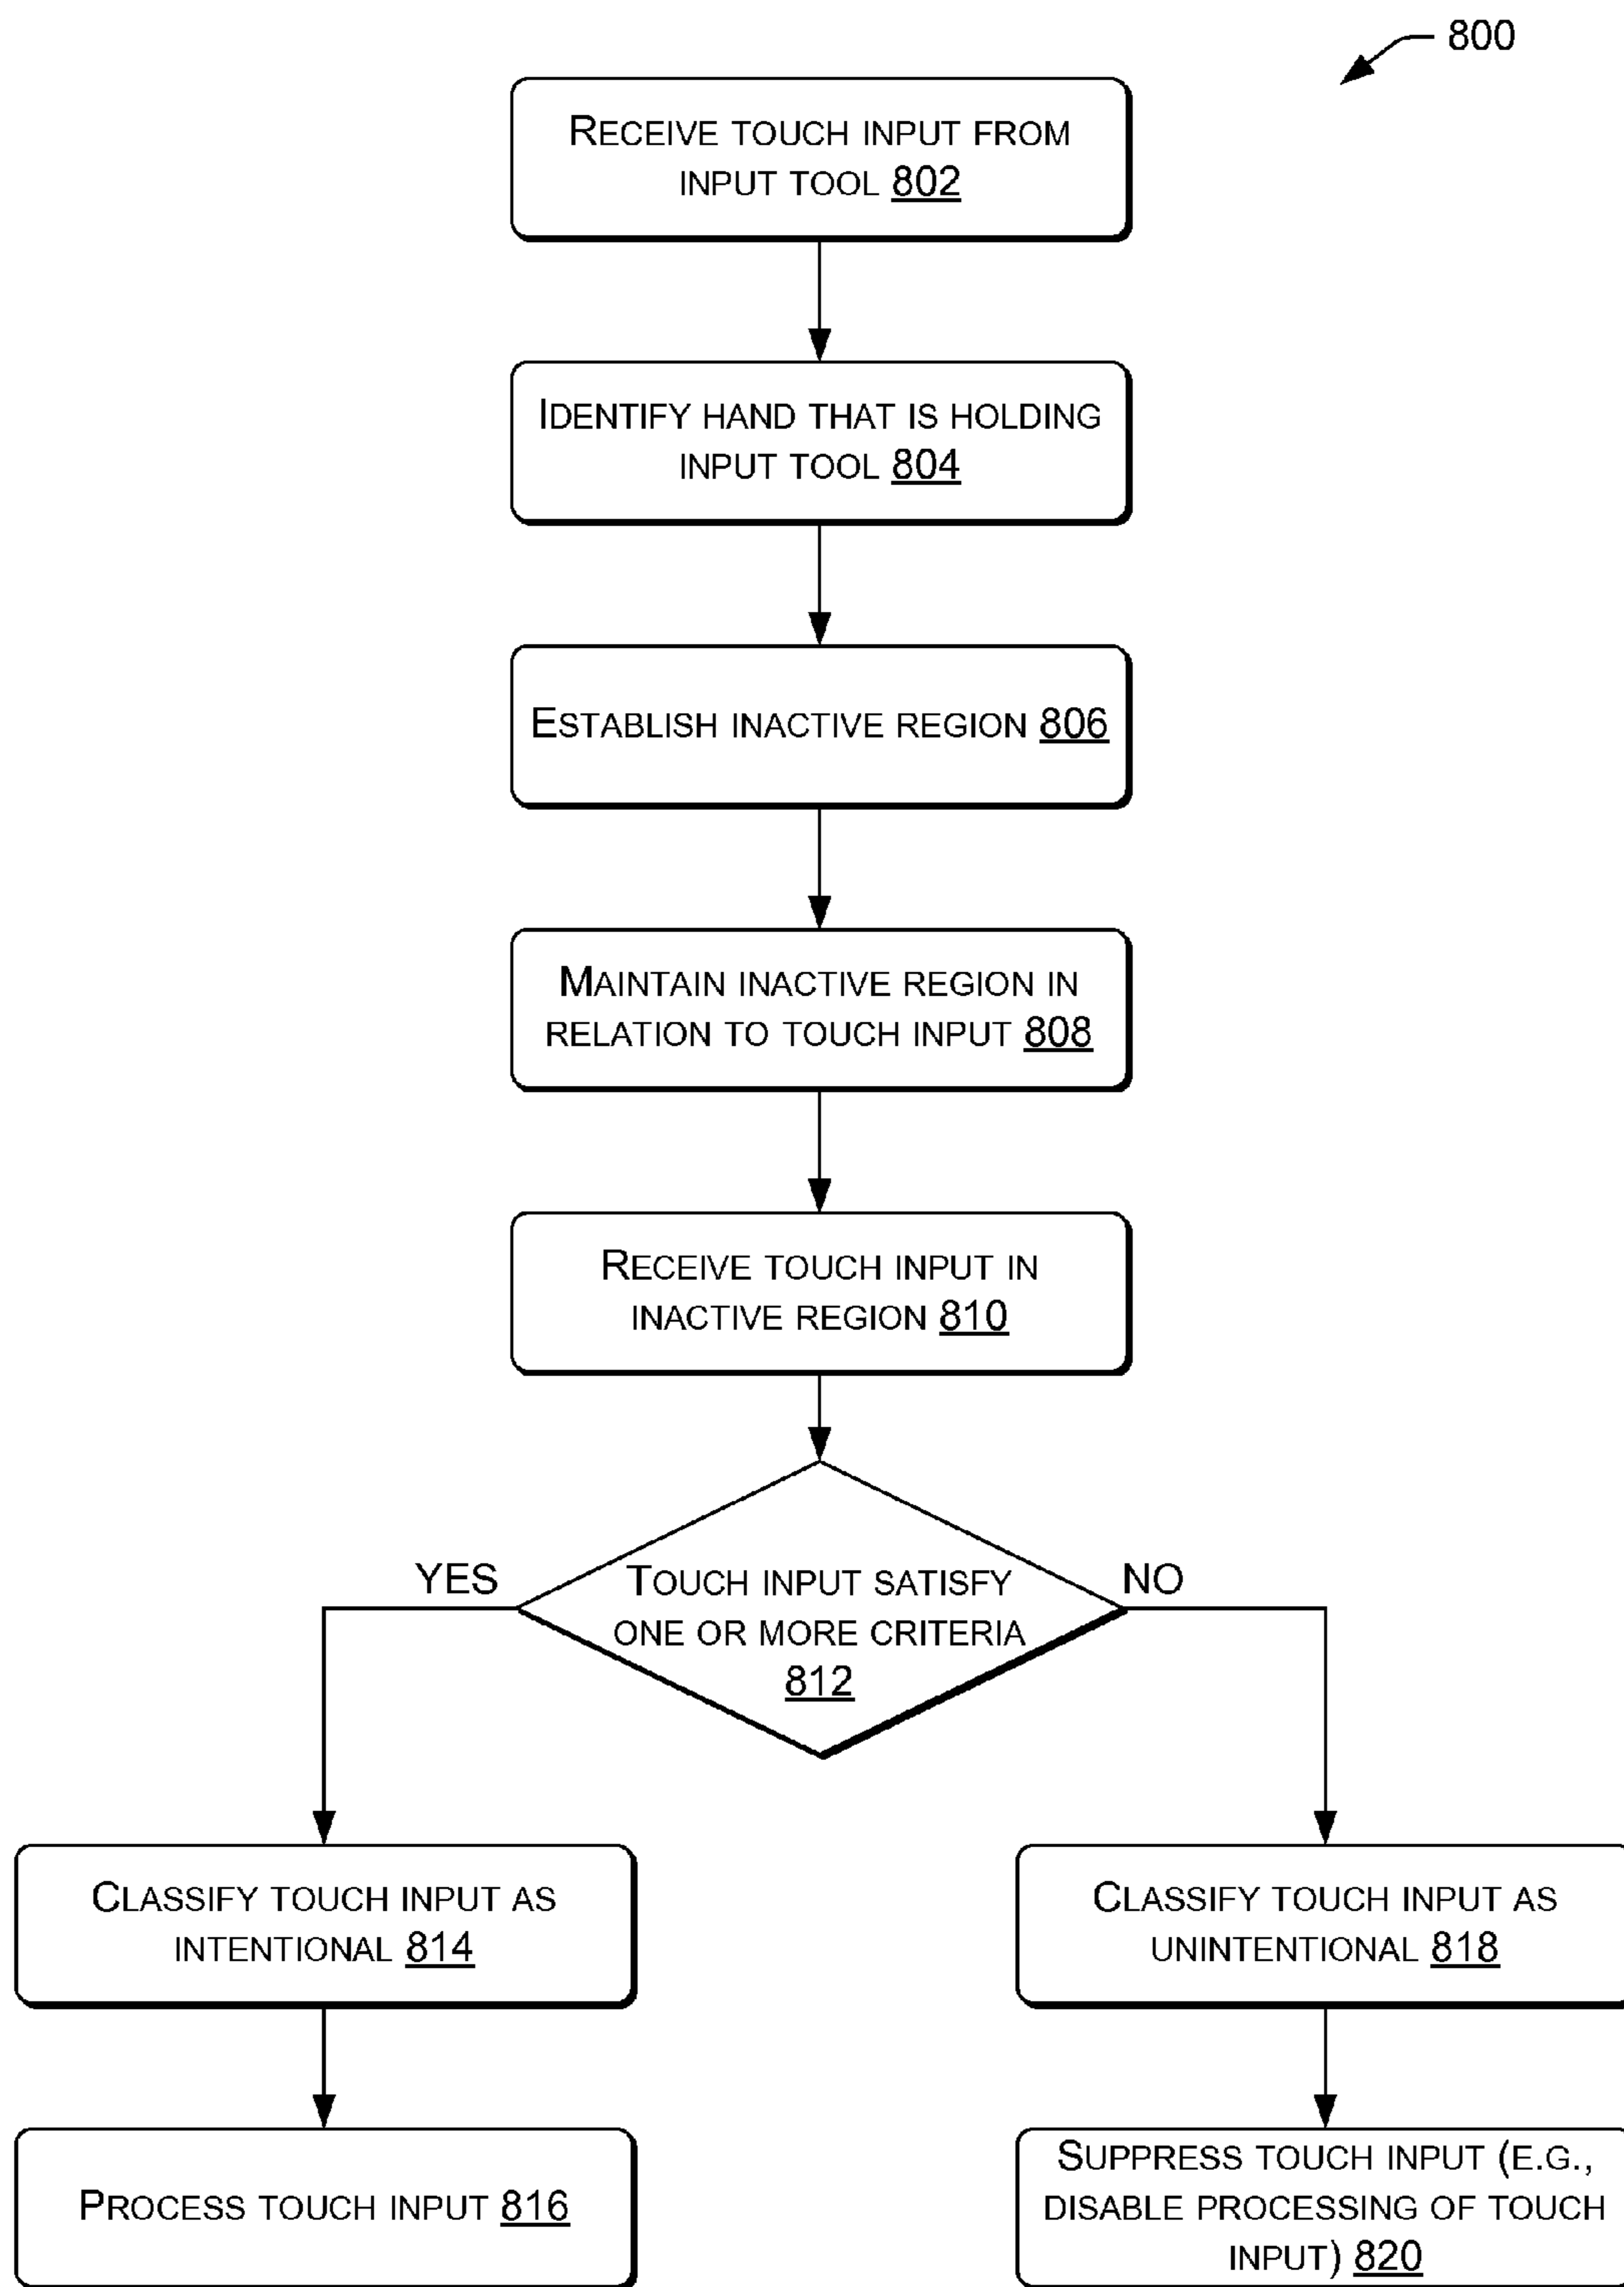 800
RECEIVE TOUCH INPUT FROM
INPUT TOOL 802
IDENTIFY HAND THAT IS HOLDING
INPUT TOOL 804
ESTABLISH INACTIVE REGION 806
MAINTAIN INACTIVE REGION IN
RELATION TO TOUCH INPUT 808
RECEIVE TOUCH INPUT IN
INACTIVE REGION 810
YES
TOUCH INPUT SATISFY
ONE OR MORE CRITERIA
812
NO
CLASSIFY TOUCH INPUT AS
INTENTIONAL 814
CLASSIFY TOUCH INPUT AS
UNINTENTIONAL 818
PROCESS TOUCH INPUT 816
SUPPRESS TOUCH INPUT (E.G.,
DISABLE PROCESSING OF TOUCH
INPUT) 820